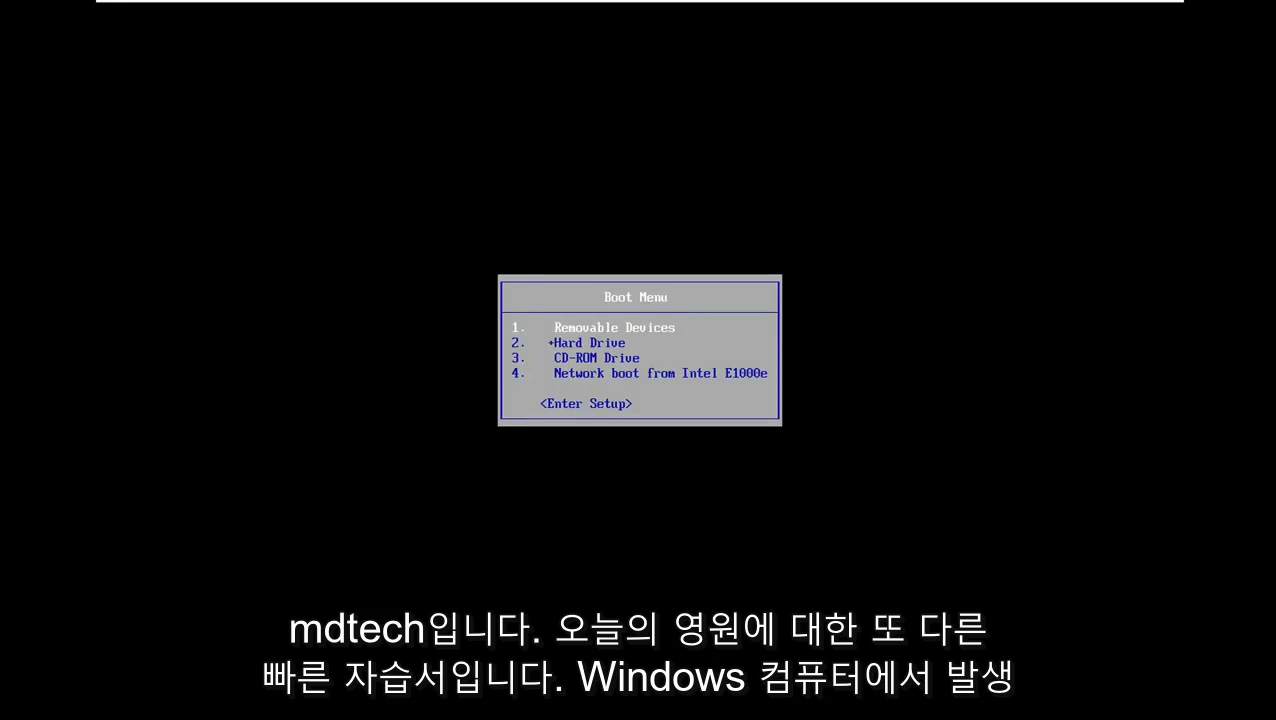 Boot Menu
1. Removable Devices
2. +Hard Drive
3. CD-ROM Drive
4. Network boot from Intel E1000e
<Enter Setup>
mdtech입니다. 오늘의 영원에 대한 또 다른
빠른 자습서입니다. Windows 컴퓨터에서 발생